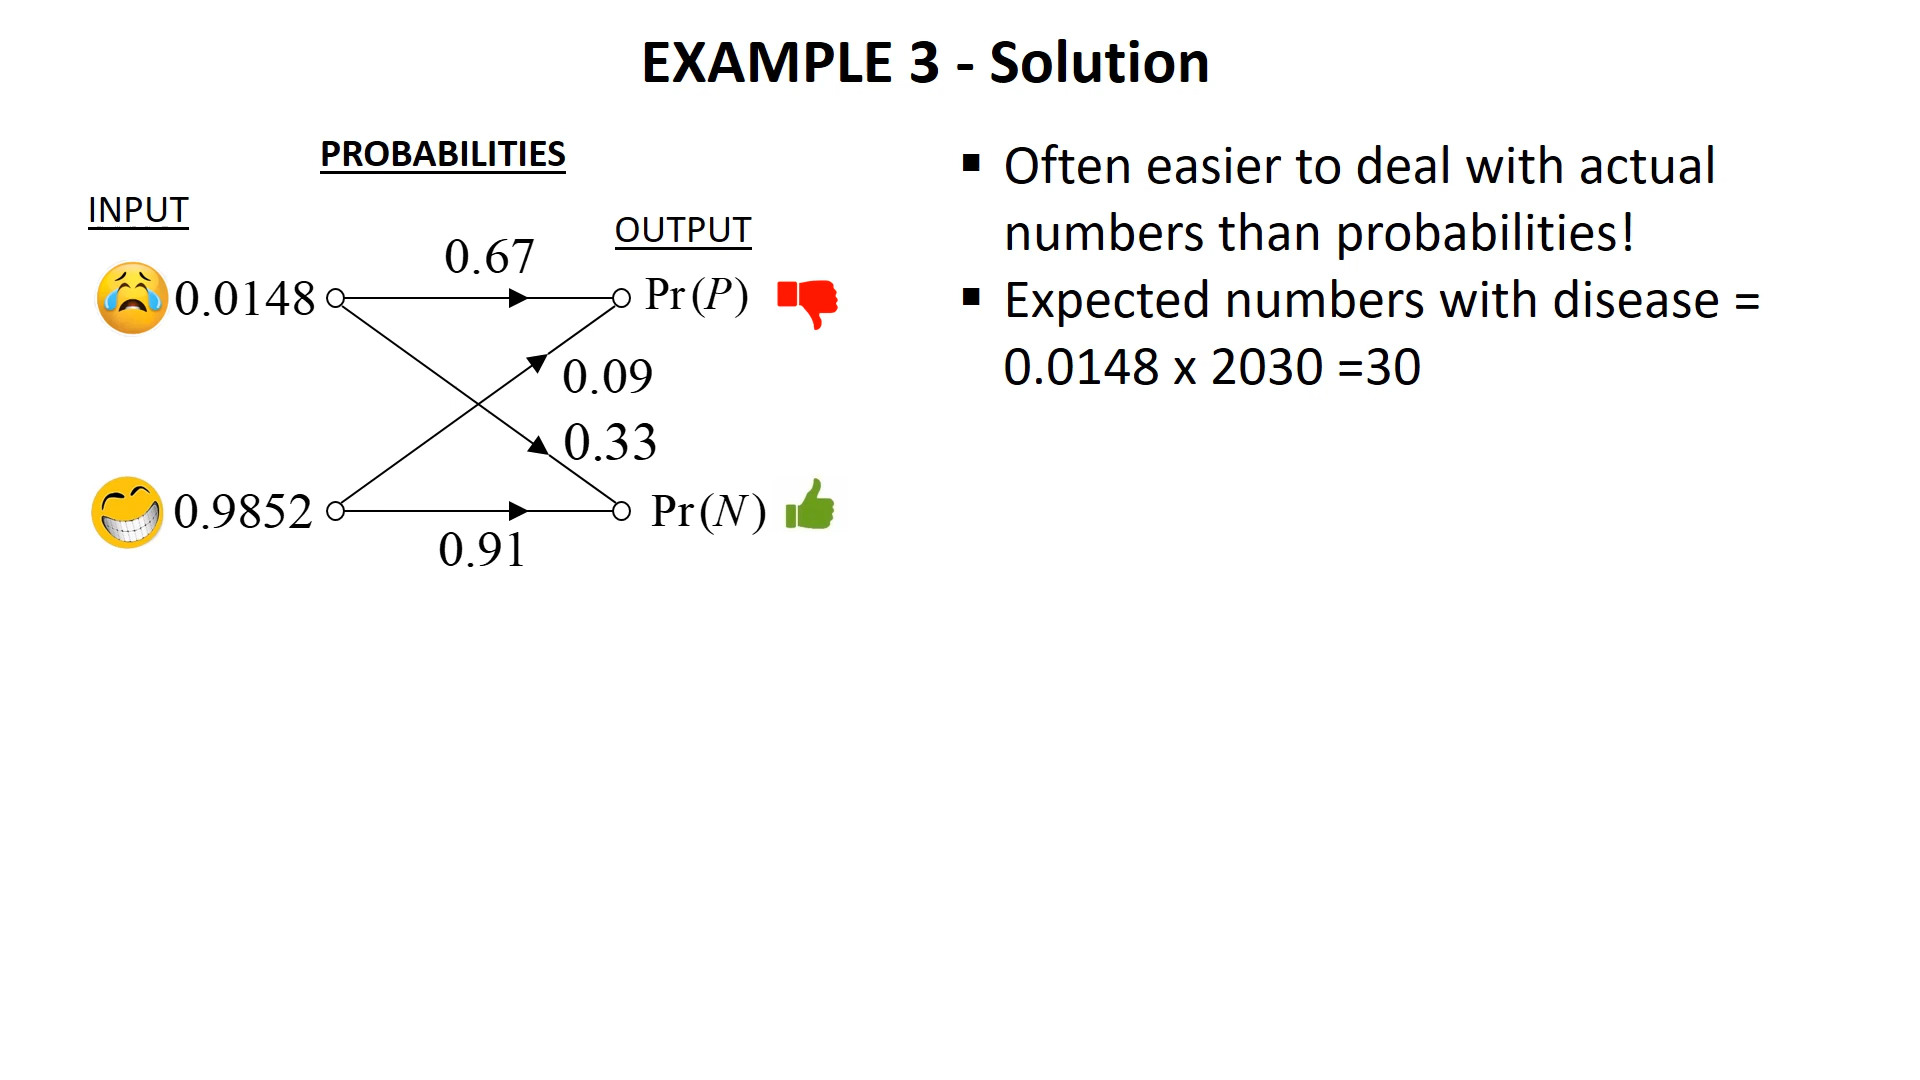 EXAMPLE 3 - Solution
PROBABILITIES
INPUT
OUTPUT
0.67
0.0148
Pr(P)
0.09
0.33
0.9852
Pr(N)
0.91
▪ Often easier to deal with actual
numbers than probabilities!
▪ Expected numbers with disease =
0.0148 x 2030 =30